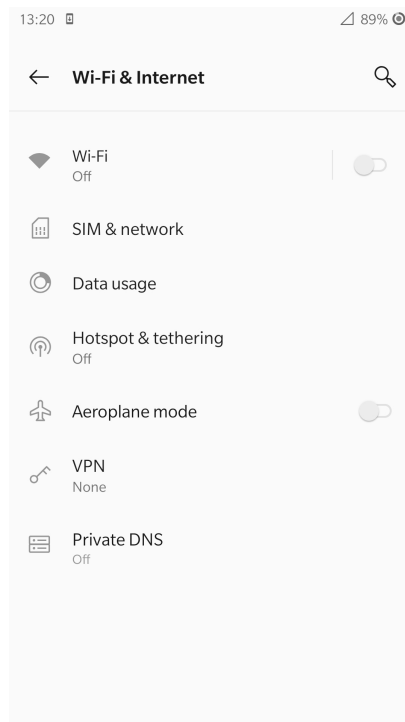 13:20 89%
Wi-Fi & Internet
Wi-Fi
Off
SIM & network
Data usage
Hotspot & tethering
Off
Aeroplane mode
VPN
None
Private DNS
Off